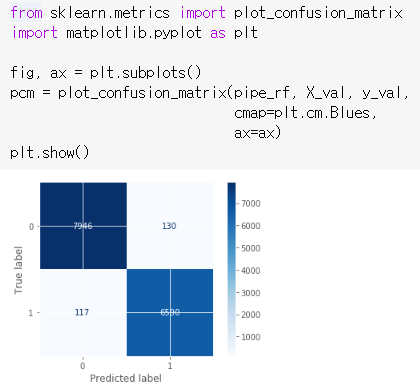 from sklearn.metrics import plot_confusion_matrix
import matplotlib.pyplot as plt
fig, ax = plt.subplots()
pcm = plot_confusion_matrix(pipe_rf, X_val, y_val,
cmap=plt.cm.Blues,
ax=ax)
plt.show()
True label
0
7946
130
1
117
0
1
Predicted label
7000
6000
5000
4000
3000
2000
1000